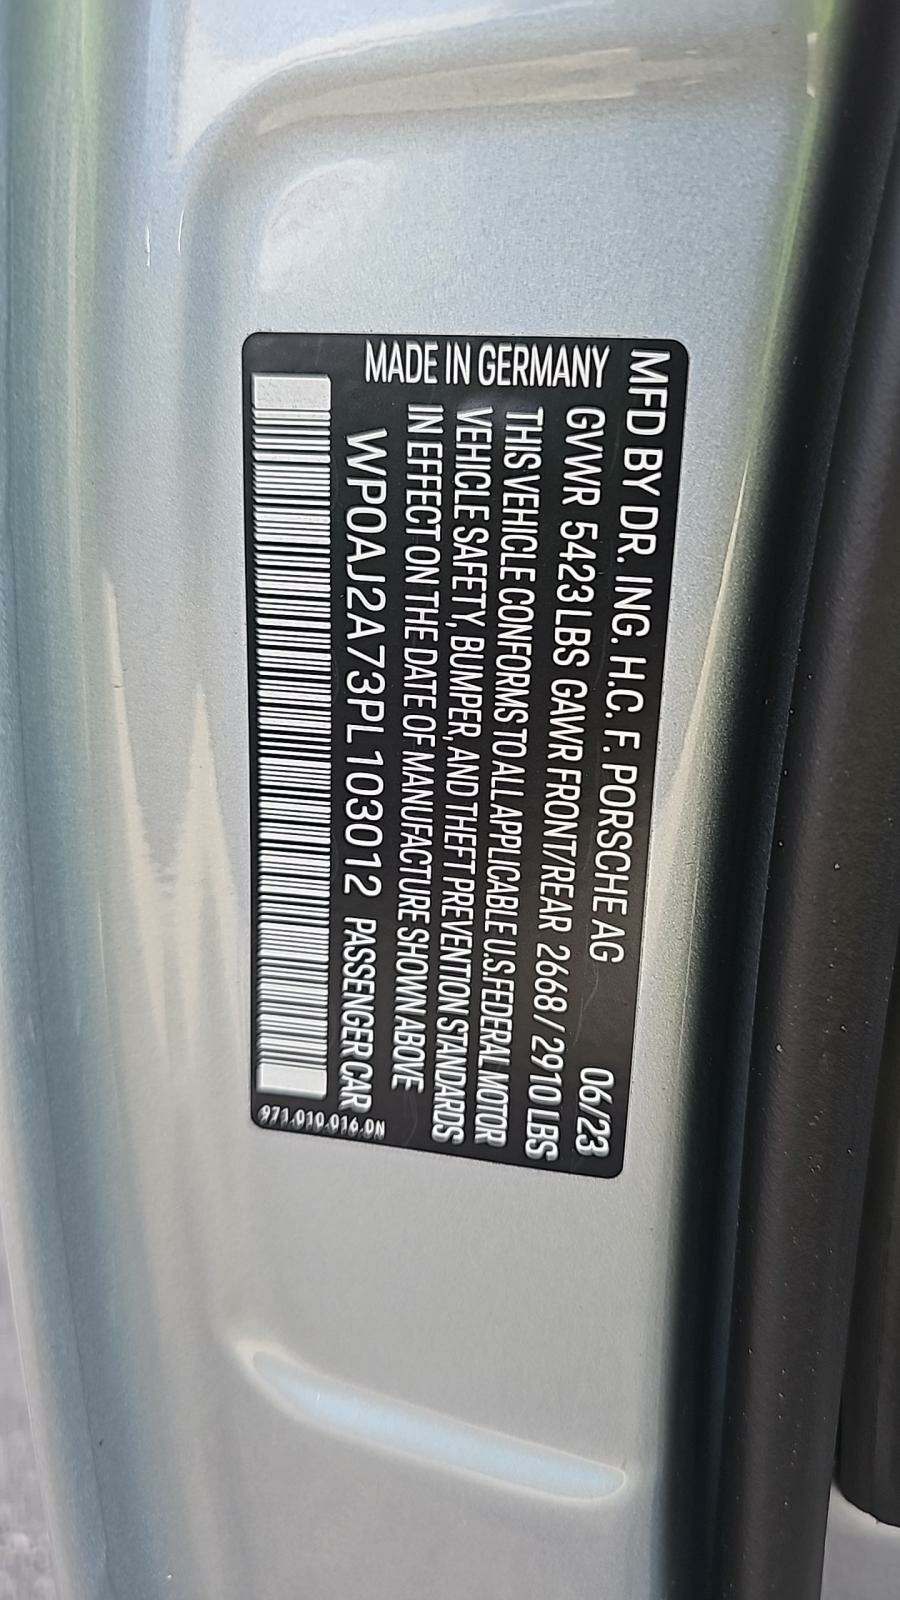 MFD BY DR. ING. H.C. F. PORSCHE AG 06/23
GVWR 5423 LBS GAWR FRONT/REAR 2668 / 2910 LBS
THIS VEHICLE CONFORMS TO ALL APPLICABLE U.S. FEDERAL MOTOR
VEHICLE SAFETY, BUMPER, AND THEFT PREVENTION STANDARDS
IN EFFECT ON THE DATE OF MANUFACTURE SHOWN ABOVE
MADE IN GERMANY
WP0AJ2A73PL103012 PASSENGER CAR
971.010.016.DN